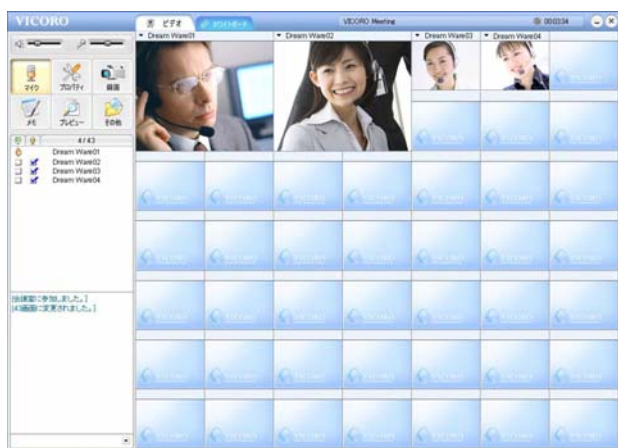 VICORO
ビデオ
ホワイトボード
VICORO Meeting
000334
Dream Ware01
Dream Ware02
Dream Ware03
Dream Ware04
マイク
プロパティ
録画
メモ
プレビュー
その他
4/43
Dream Ware01
Dream Ware02
Dream Ware03
Dream Ware04
会議室に参加しました。]
[43画面に変更されました。]